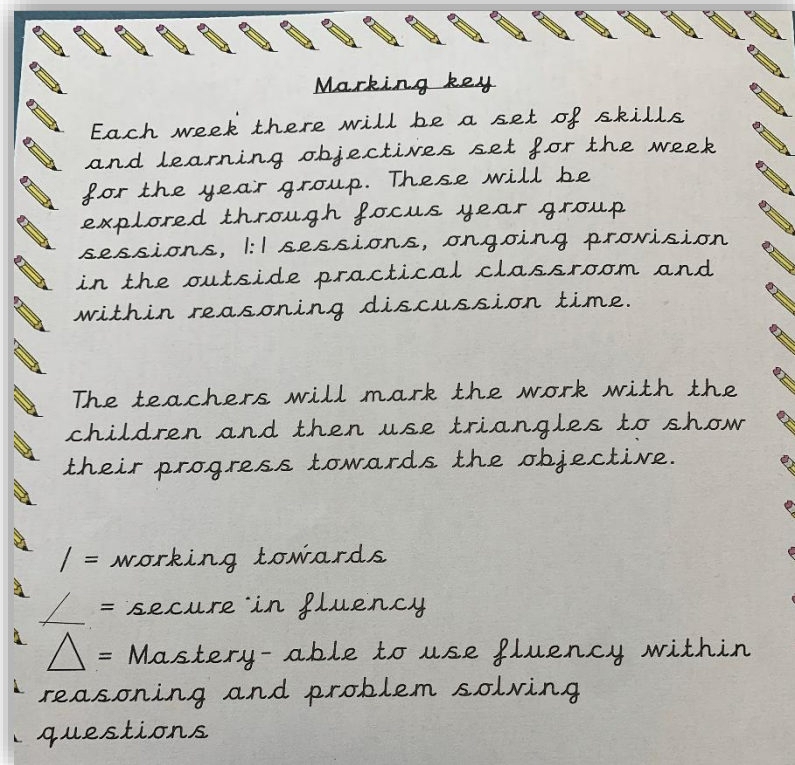 Marking key
Each week there will be a set of skills
and learning objectives set for the week
for the year group. These will be
explored through focus year group
sessions, 1:1 sessions, ongoing provision
in the outside practical classroom and
within reasoning discussion time.
The teachers will mark the work with the
children and then use triangles to show
their progress towards the objective.
/ = working towards
∠ = secure in fluency
△ = Mastery- able to use fluency within
reasoning and problem solving
questions